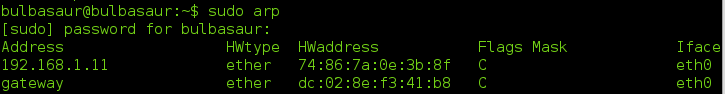 bulbasaur@bulbasaur:~$ sudo arp
[sudo] password for bulbasaur:
Address                  HWtype  HWaddress           Flags Mask            Iface
192.168.1.11             ether   74:86:7a:0e:3b:8f   C                     eth0
gateway                  ether   dc:02:8e:f3:41:b8   C                     eth0